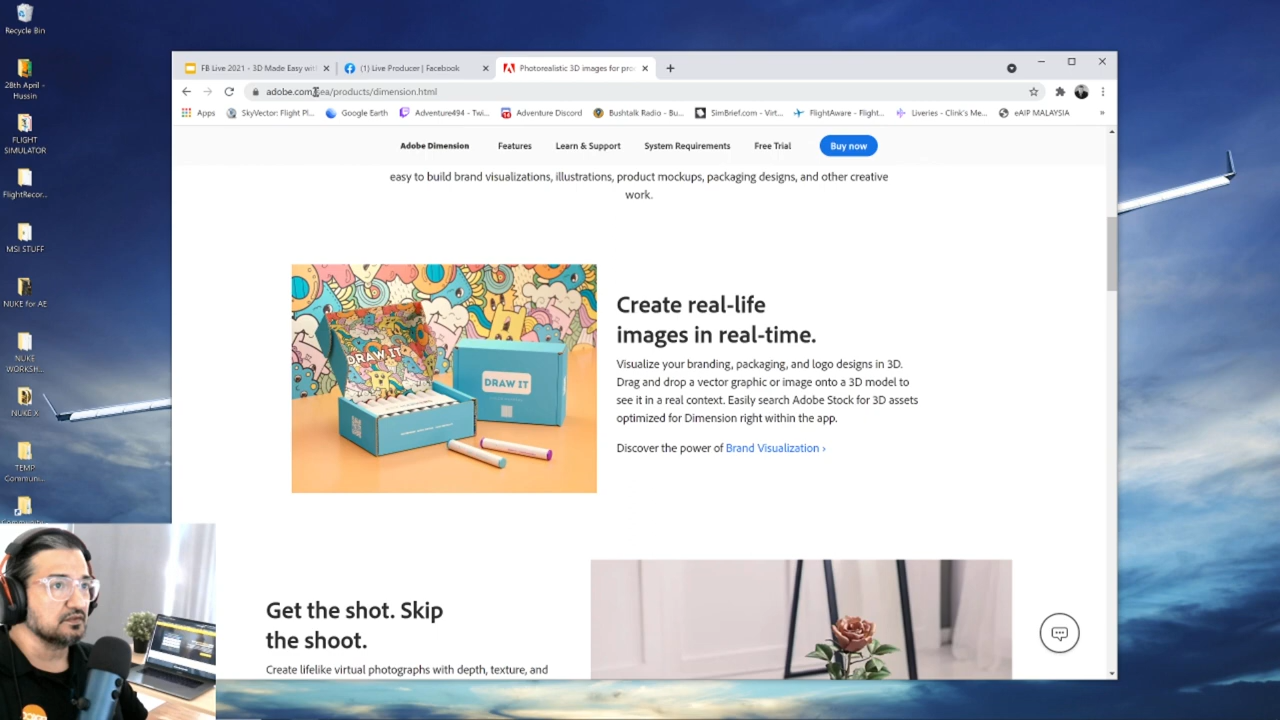 Recycle Bin
28th April -
Hussin
FLIGHT
SIMULATOR
FlightRecor...
MSI STUFF
NUKE for AE
NUKE
WORKSH...
NUKE X
TEMP
Communi...
FB Live 2021 - 3D Made Easy wit
(1) Live Producer | Facebook
Photorealistic 3D images for pro
adobe.com/sea/products/dimension.html
Apps
SkyVector: Flight Pl...
Google Earth
Adventure494 - Twi...
Adventure Discord
Bushtalk Radio - Bu...
SimBrief.com - Virt...
FlightAware - Flight...
Liveries - Clink's Me...
eAIP MALAYSIA
»
Adobe Dimension
Features
Learn & Support
System Requirements
Free Trial
Buy now
easy to build brand visualizations, illustrations, product mockups, packaging designs, and other creative
work.
DRAW IT
DRAW IT
Create real-life
images in real-time.
Visualize your branding, packaging, and logo designs in 3D.
Drag and drop a vector graphic or image onto a 3D model to
see it in a real context. Easily search Adobe Stock for 3D assets
optimized for Dimension right within the app.
Discover the power of Brand Visualization ›
Get the shot. Skip
the shoot.
Create lifelike virtual photographs with depth, texture, and